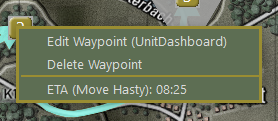 Edit Waypoint (UnitDashboard)
Delete Waypoint
ETA (Move Hasty): 08:25